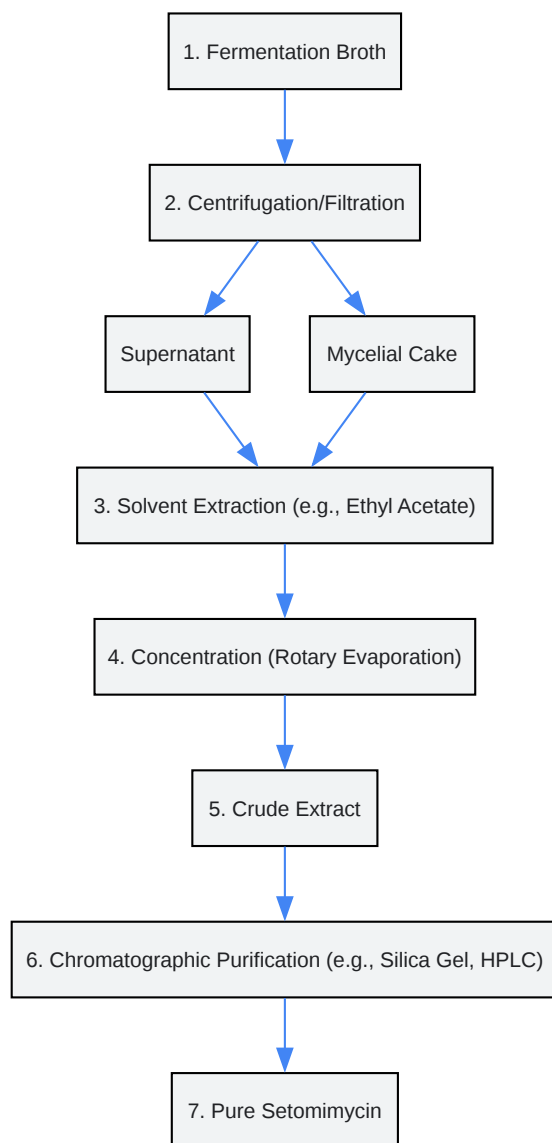 1. Fermentation Broth
2. Centrifugation/Filtration
Supernatant
Mycelial Cake
3. Solvent Extraction (e.g., Ethyl Acetate)
4. Concentration (Rotary Evaporation)
5. Crude Extract
6. Chromatographic Purification (e.g., Silica Gel, HPLC)
7. Pure Setomimycin